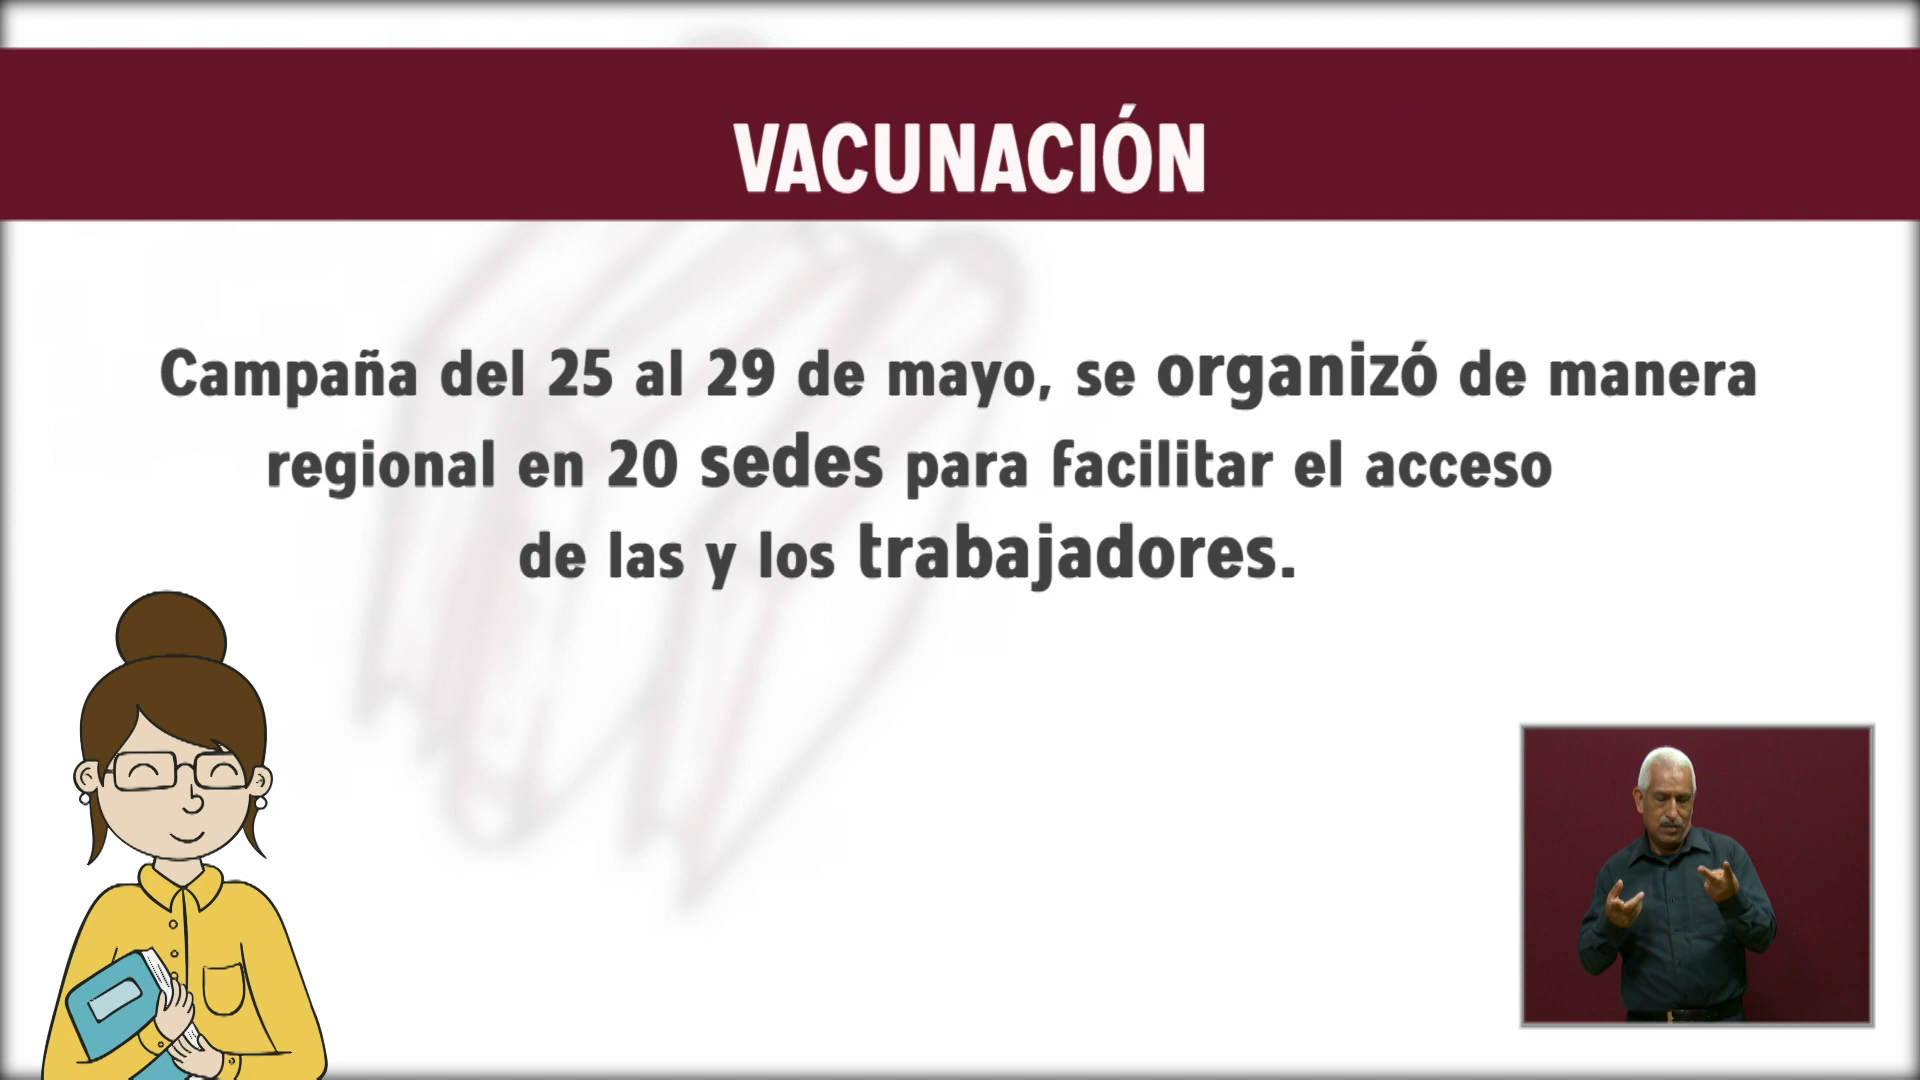 VACUNACIÓN
Campaña del 25 al 29 de mayo, se organizó de manera
regional en 20 sedes para facilitar el acceso
de las y los trabajadores.